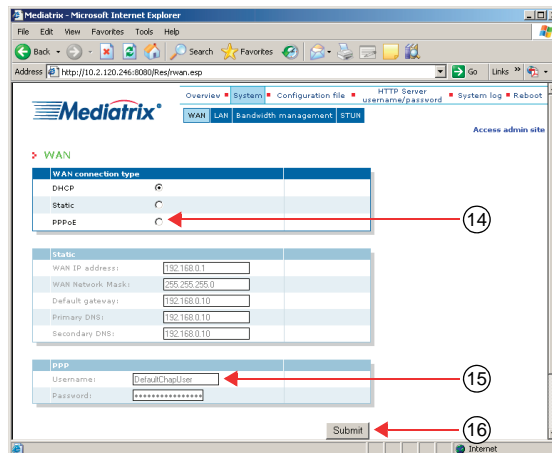 Mediatrix - Microsoft Internet Explorer
File Edit View Favorites Tools Help
Back Search Favorites
Address http://10.2.120.246:8080/Res/rwan.esp Go Links »
Overview System Configuration file HTTP Server username/password System log Reboot
Mediatrix
WAN LAN Bandwidth management STUN
Access admin site
WAN
WAN connection type
DHCP
Static
PPPoE
14
Static
WAN IP address: 192.168.0.1
WAN Network Mask: 255.255.255.0
Default gateway: 192.168.0.10
Primary DNS: 192.168.0.10
Secondary DNS: 192.168.0.10
PPP
Username: DefaultChapUser
15
Password: ••••••••••••••••
Submit
16
Internet